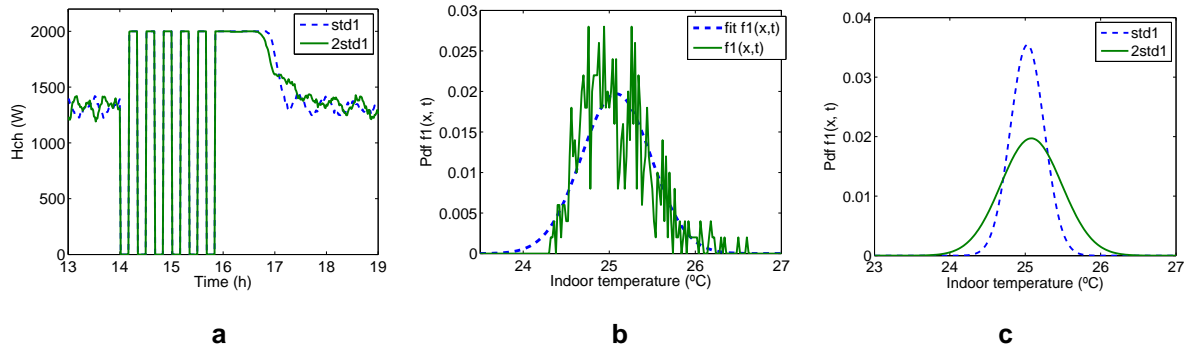 2000
1500
1000
500
0
Hch (W)
13 14 15 16 17 18 19
Time (h)
std1
2std1
a
0.03
0.025
0.02
0.015
0.01
0.005
0
Pdf f1(x, t)
24 25 26 27
Indoor temperature (ºC)
fit f1(x,t)
f1(x,t)
b
0.04
0.03
0.02
0.01
0
Pdf f1(x, t)
23 24 25 26 27
Indoor temperature (ºC)
std1
2std1
c